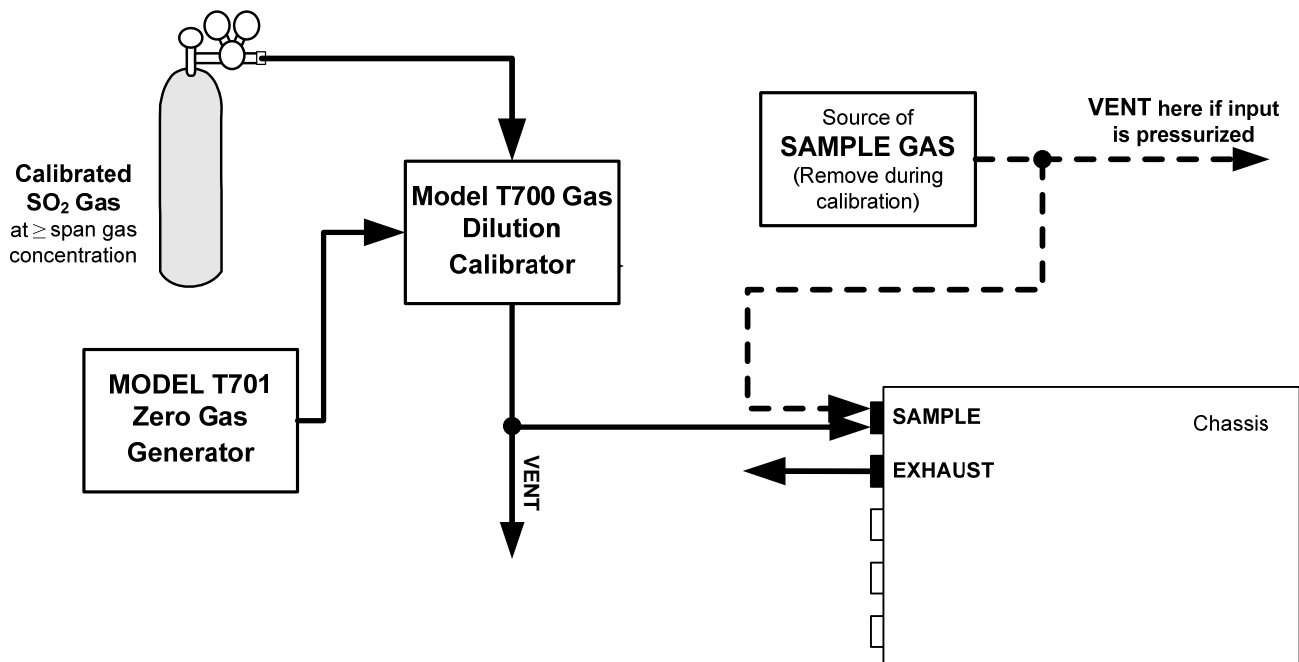 Calibrated
SO₂ Gas
at ≥ span gas
concentration
MODEL T701
Zero Gas
Generator
Model T700 Gas
Dilution
Calibrator
VENT
Source of
SAMPLE GAS
(Remove during
calibration)
VENT here if input
is pressurized
SAMPLE
EXHAUST
Chassis